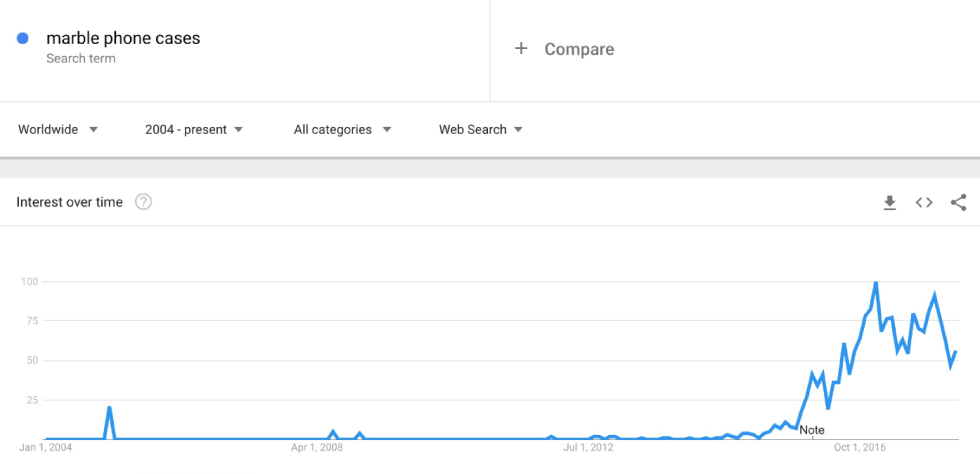 marble phone cases
Search term
+ Compare
Worldwide
2004 - present
All categories
Web Search
Interest over time ?
100
75
50
25
Note
Jan 1, 2004
Apr 1, 2008
Jul 1, 2012
Oct 1, 2016